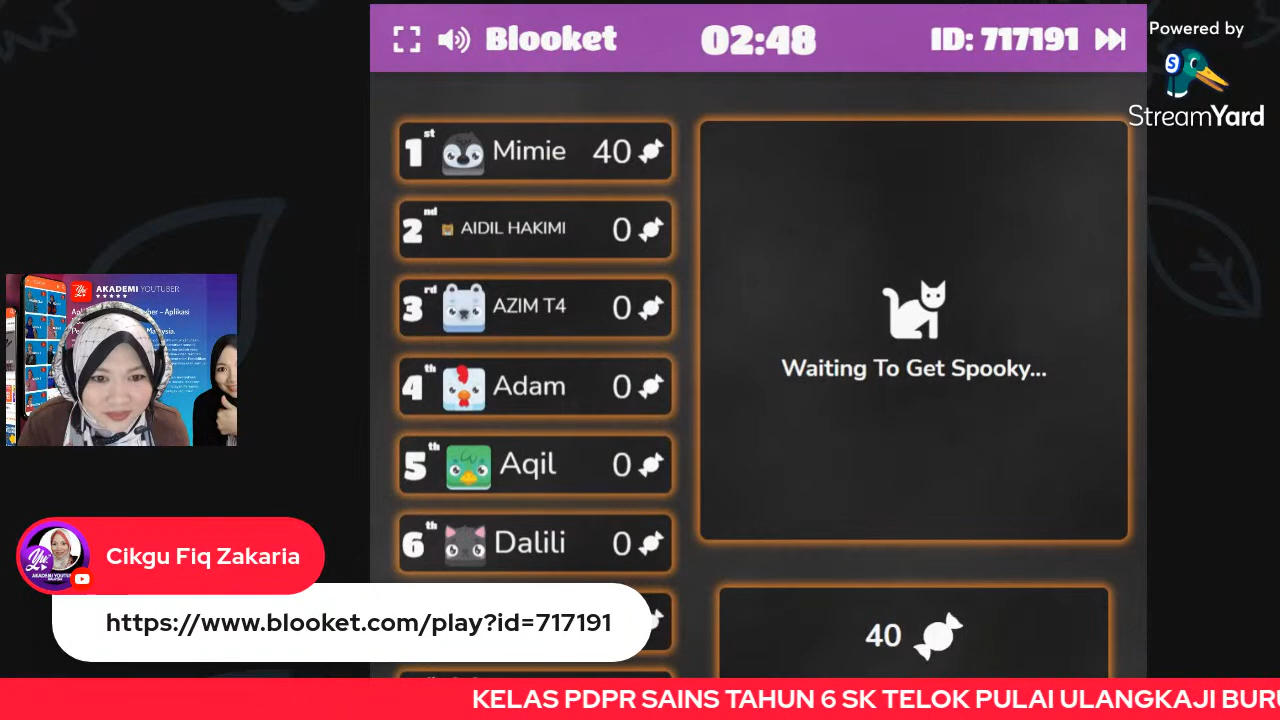 Blooket
02:48
ID: 717191
Powered by
StreamYard
1st Mimie 40
2nd AIDIL HAKIMI 0
3rd AZIM T4 0
4th Adam 0
5th Aqil 0
6th Dalili 0
Waiting To Get Spooky...
40
AKADEMI YOUTUBER
Cikgu Fiq Zakaria
https://www.blooket.com/play?id=717191
KELAS PDPR SAINS TAHUN 6 SK TELOK PULAI ULANGKAJI BURU